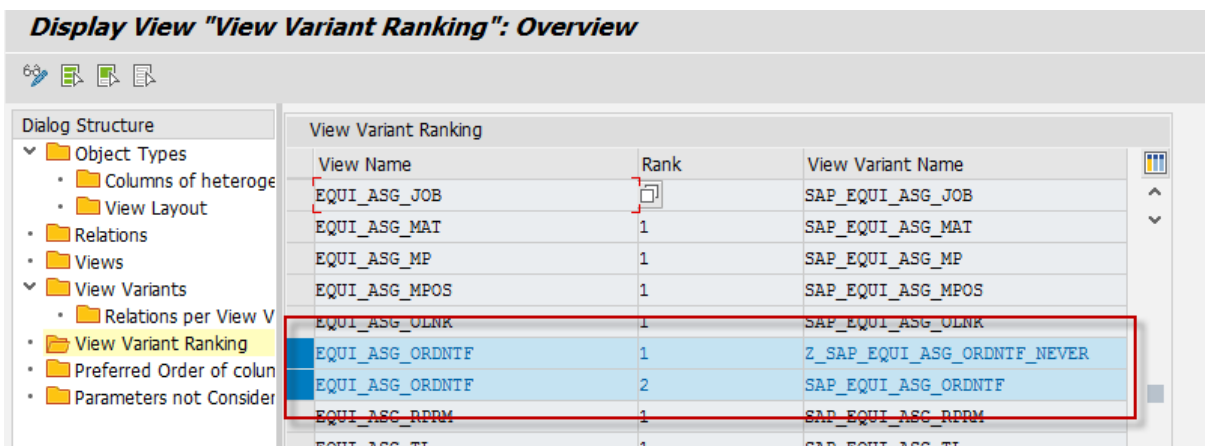 Display View "View Variant Ranking": Overview
Dialog Structure
Object Types
Columns of heteroge
View Layout
Relations
Views
View Variants
Relations per View V
View Variant Ranking
Preferred Order of colun
Parameters not Consider
View Variant Ranking
View Name Rank View Variant Name
EQUI_ASG_JOB SAP_EQUI_ASG_JOB
EQUI_ASG_MAT 1 SAP_EQUI_ASG_MAT
EQUI_ASG_MP 1 SAP_EQUI_ASG_MP
EQUI_ASG_MPOS 1 SAP_EQUI_ASG_MPOS
EQUI_ASG_OLNK 1 SAP_EQUI_ASG_OLNK
EQUI_ASG_ORDNTF 1 Z_SAP_EQUI_ASG_ORDNTF_NEVER
EQUI_ASG_ORDNTF 2 SAP_EQUI_ASG_ORDNTF
EQUI_ASG_RPRM 1 SAP_EQUI_ASG_RPRM
EQUI_ASG_TL 1 SAP_EQUI_ASG_TL